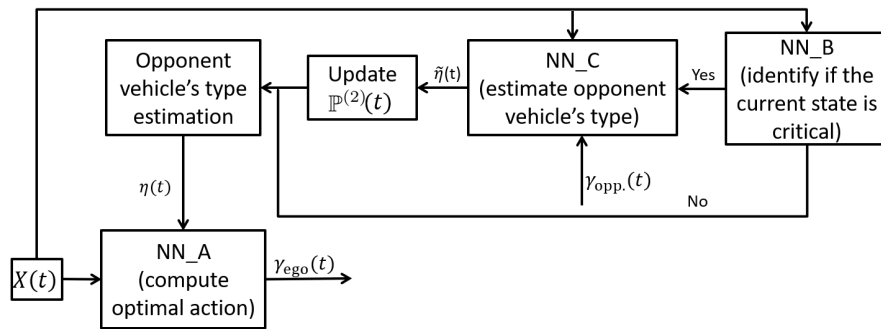 Opponent
vehicle's type
estimation
Update
ℙ⁽²⁾(t)
η̃(t)
NN_C
(estimate opponent
vehicle's type)
Yes
NN_B
(identify if the
current state is
critical)
γopp.(t)
No
η(t)
X(t)
NN_A
(compute
optimal action)
γego(t)